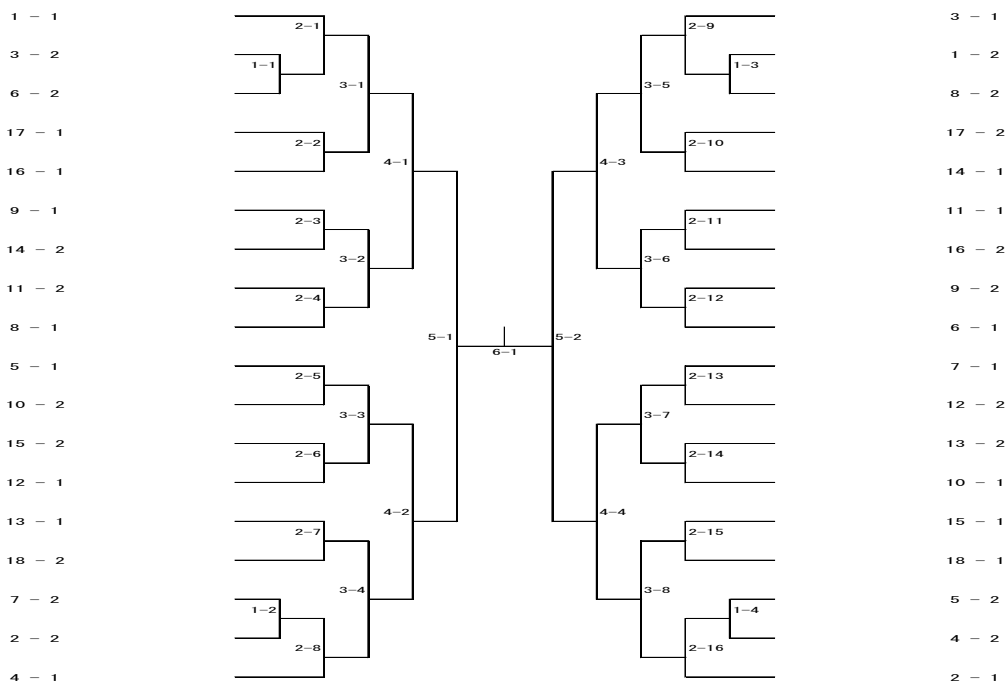 1 － 1
3 － 2
6 － 2
17 － 1
16 － 1
9 － 1
14 － 2
11 － 2
8 － 1
5 － 1
10 － 2
15 － 2
12 － 1
13 － 1
18 － 2
7 － 2
2 － 2
4 － 1
2−1
1−1
3−1
2−2
4−1
2−3
3−2
2−4
5−1
2−5
3−3
2−6
4−2
2−7
3−4
1−2
2−8
6−1
2−9
1−3
3−5
2−10
4−3
2−11
3−6
2−12
5−2
2−13
3−7
2−14
4−4
2−15
3−8
1−4
2−16
3 － 1
1 － 2
8 － 2
17 － 2
14 － 1
11 － 1
16 － 2
9 － 2
6 － 1
7 － 1
12 － 2
13 － 2
10 － 1
15 － 1
18 － 1
5 － 2
4 － 2
2 － 1